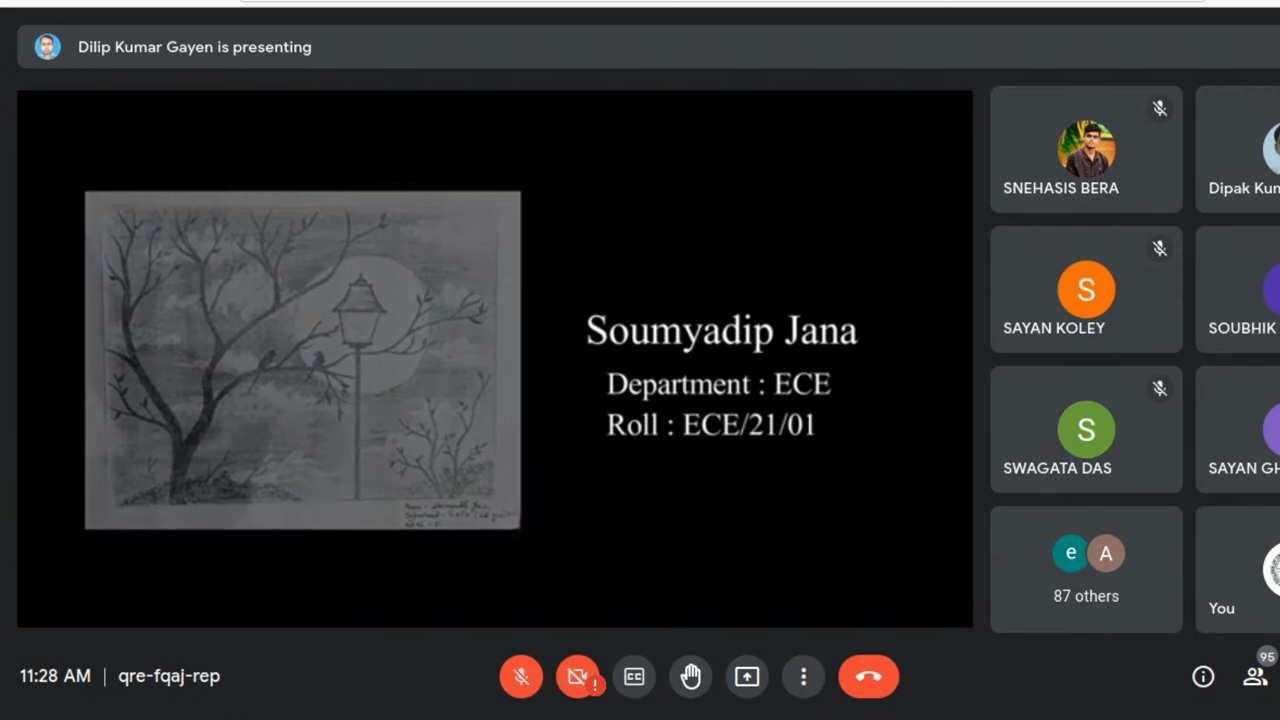 Dilip Kumar Gayen is presenting
SNEHASIS BERA
Dipak Kum
SAYAN KOLEY
SOUBHIK
Soumyadip Jana
Department : ECE
Roll : ECE/21/01
S
S
SWAGATA DAS
SAYAN GH
e A
87 others
You
11:28 AM | qre-fqaj-rep
CC
!
95